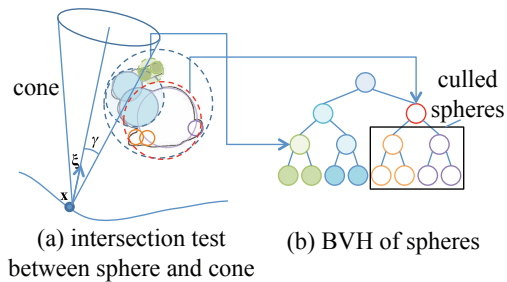 cone
γ
ξ
x
culled
spheres
(a) intersection test
between sphere and cone
(b) BVH of spheres